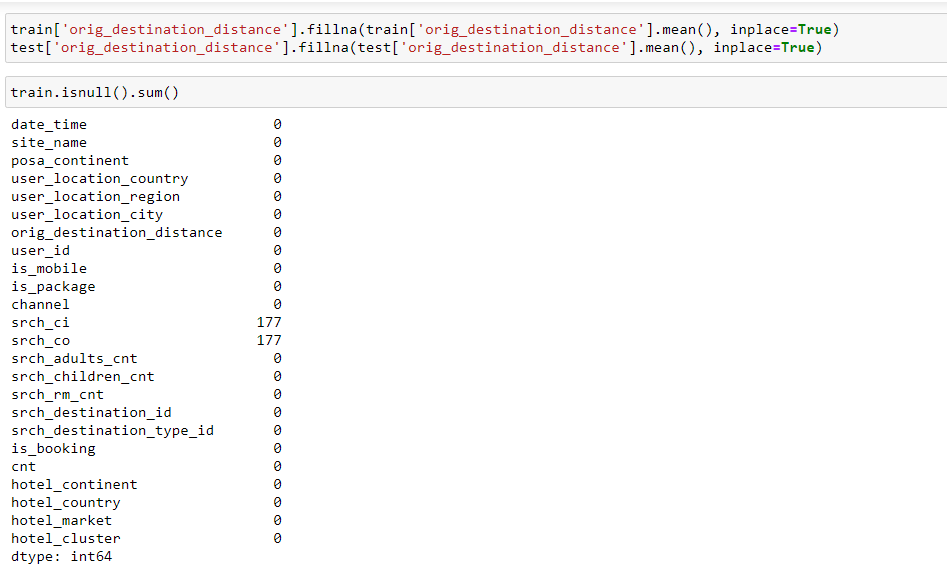 train['orig_destination_distance'].fillna(train['orig_destination_distance'].mean(), inplace=True)
test['orig_destination_distance'].fillna(test['orig_destination_distance'].mean(), inplace=True)
train.isnull().sum()
date_time 0
site_name 0
posa_continent 0
user_location_country 0
user_location_region 0
user_location_city 0
orig_destination_distance 0
user_id 0
is_mobile 0
is_package 0
channel 0
srch_ci 177
srch_co 177
srch_adults_cnt 0
srch_children_cnt 0
srch_rm_cnt 0
srch_destination_id 0
srch_destination_type_id 0
is_booking 0
cnt 0
hotel_continent 0
hotel_country 0
hotel_market 0
hotel_cluster 0
dtype: int64